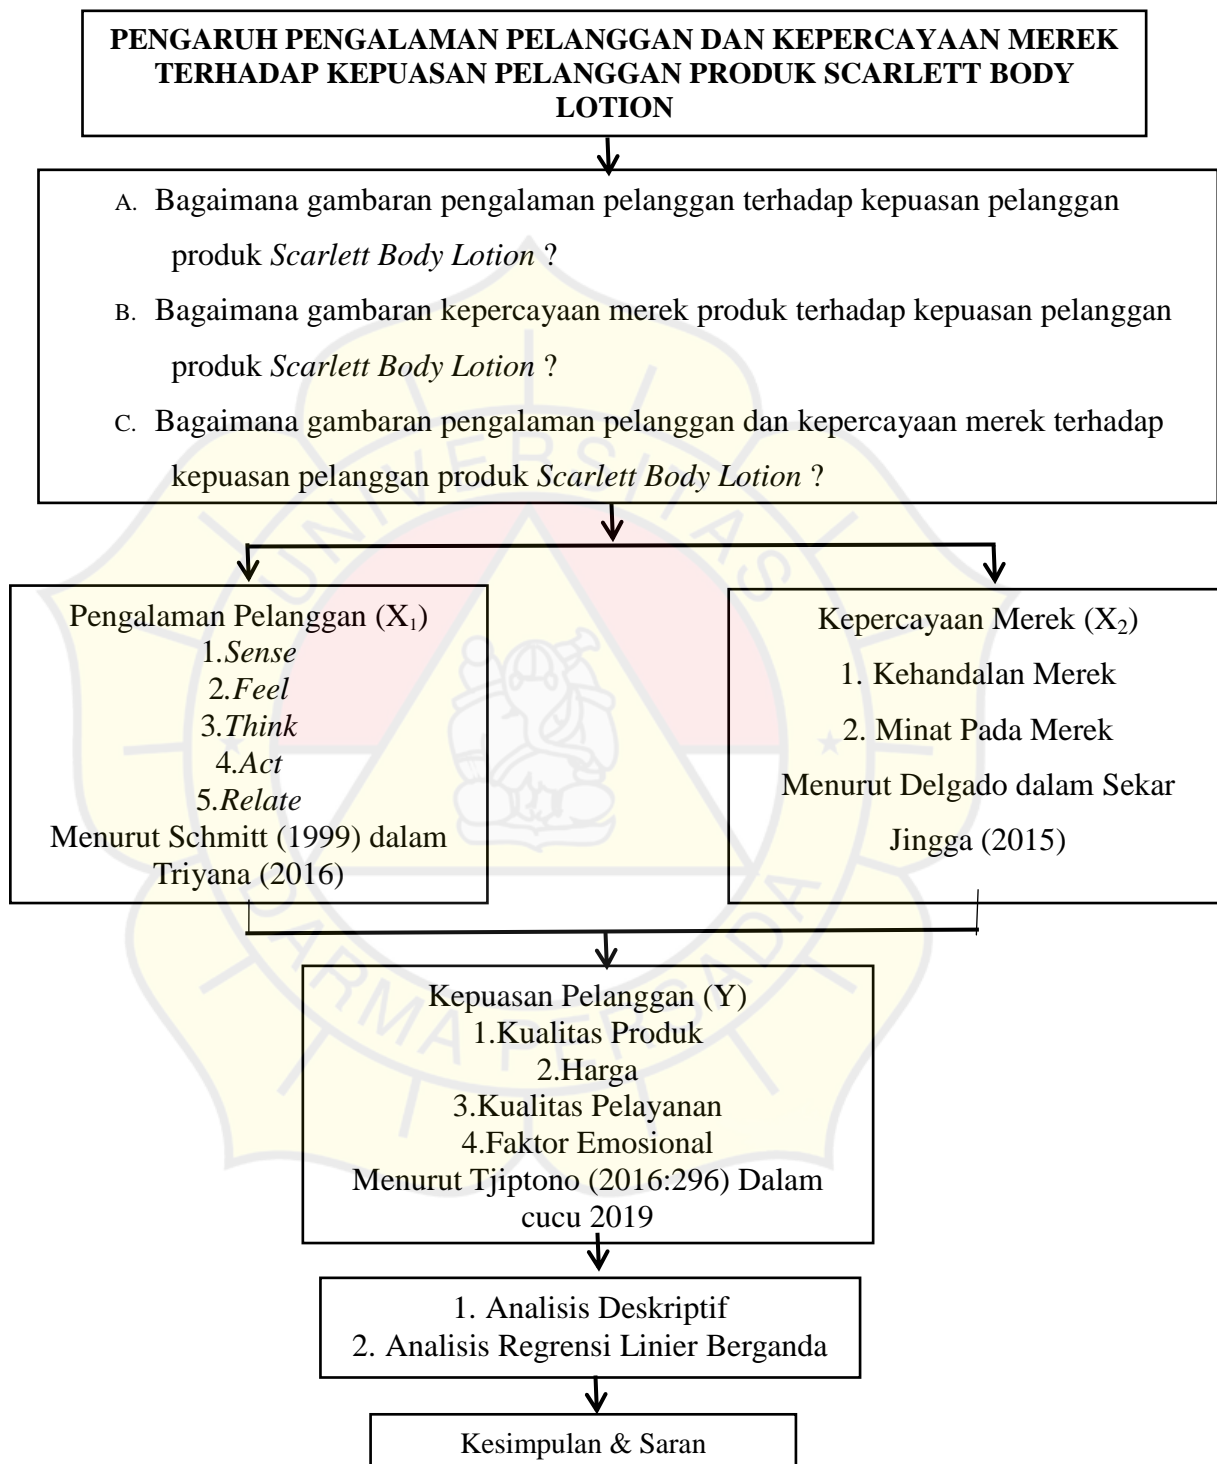 PENGARUH PENGALAMAN PELANGGAN DAN KEPERCAYAAN MEREK
TERHADAP KEPUASAN PELANGGAN PRODUK SCARLETT BODY
LOTION
A. Bagaimana gambaran pengalaman pelanggan terhadap kepuasan pelanggan
produk Scarlett Body Lotion ?
B. Bagaimana gambaran kepercayaan merek produk terhadap kepuasan pelanggan
produk Scarlett Body Lotion ?
C. Bagaimana gambaran pengalaman pelanggan dan kepercayaan merek terhadap
kepuasan pelanggan produk Scarlett Body Lotion ?
UNIVERSITAS
Pengalaman Pelanggan (X₁)
1.Sense
2.Feel
3.Think
4.Act
5.Relate
Menurut Schmitt (1999) dalam
Triyana (2016)
Kepercayaan Merek (X₂)
1. Kehandalan Merek
2. Minat Pada Merek
Menurut Delgado dalam Sekar
Jingga (2015)
DARMA PERSADA
Kepuasan Pelanggan (Y)
1.Kualitas Produk
2.Harga
3.Kualitas Pelayanan
4.Faktor Emosional
Menurut Tjiptono (2016:296) Dalam
cucu 2019
1. Analisis Deskriptif
2. Analisis Regrensi Linier Berganda
Kesimpulan & Saran